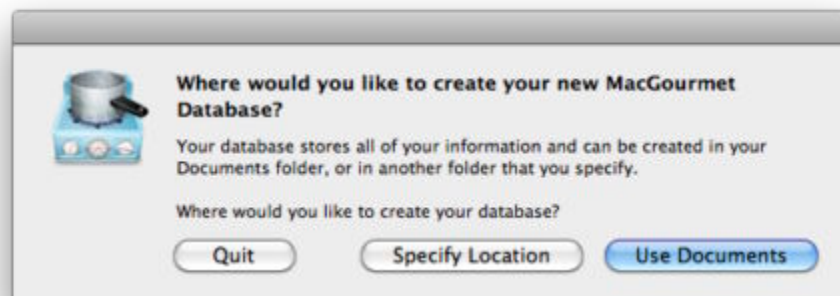 Where would you like to create your new MacGourmet
Database?
Your database stores all of your information and can be created in your
Documents folder, or in another folder that you specify.
Where would you like to create your database?
Quit Specify Location Use Documents